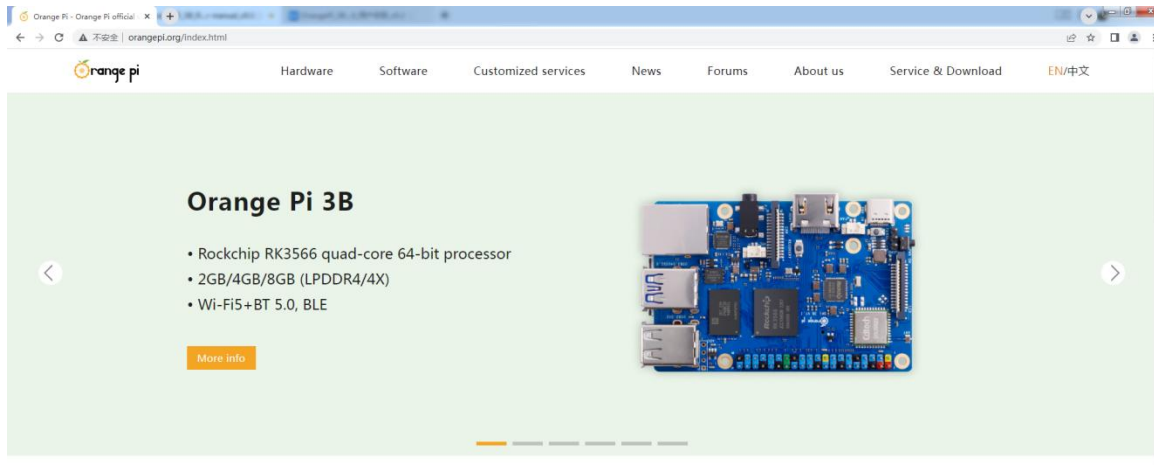 Orange Pi - Orange Pi official
不安全 | orangepi.org/index.html
range pi
Hardware Software Customized services News Forums About us Service & Download EN/中文
Orange Pi 3B
• Rockchip RK3566 quad-core 64-bit processor
• 2GB/4GB/8GB (LPDDR4/4X)
• Wi-Fi5+BT 5.0, BLE
More info
Rockchip